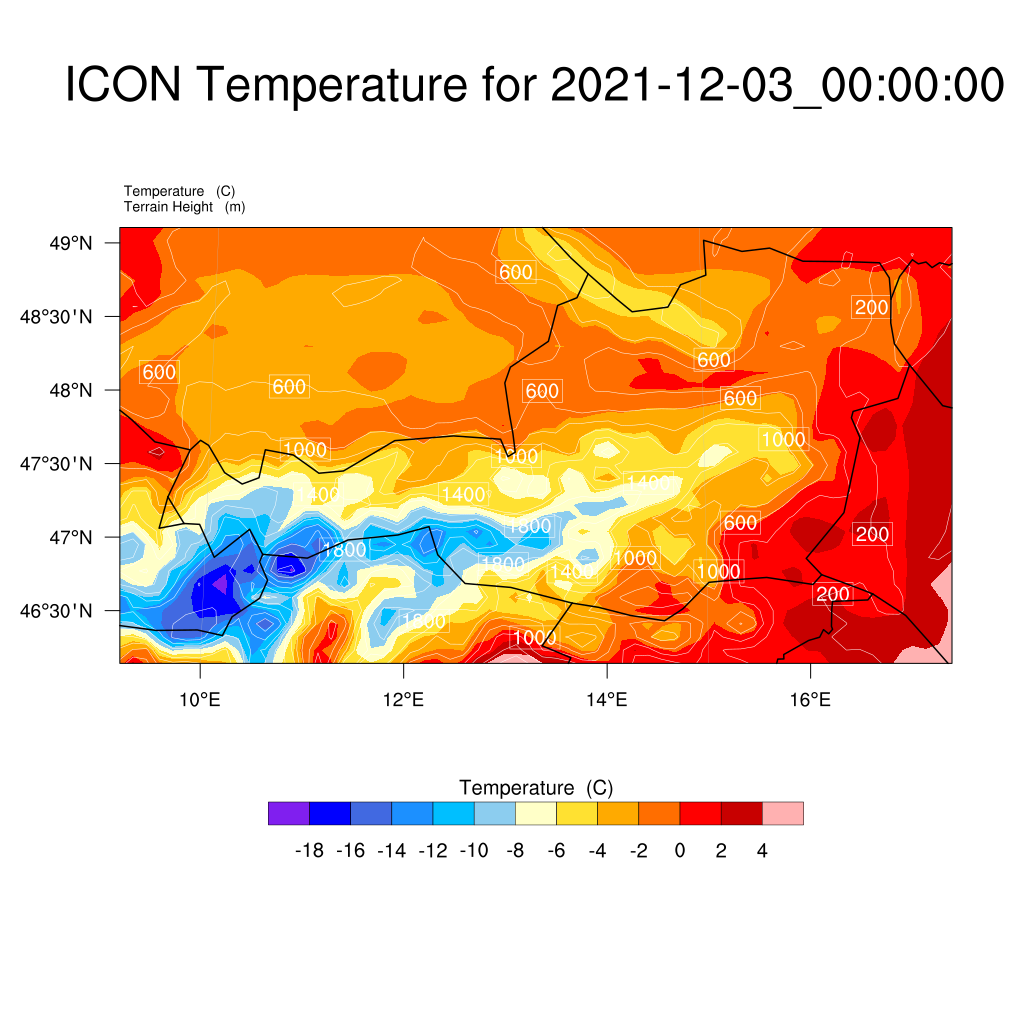 ICON Temperature for 2021-12-03_00:00:00
Temperature (C)
Terrain Height (m)
49°N
48°30'N
48°N
47°30'N
47°N
46°30'N
600
200
600
600
600
600
600
1000
1000
1000
1400
1400
1400
1800
600
200
1800
1800
1000
1400
1000
200
1800
1000
10°E 12°E 14°E 16°E
Temperature (C)
-18 -16 -14 -12 -10 -8 -6 -4 -2 0 2 4